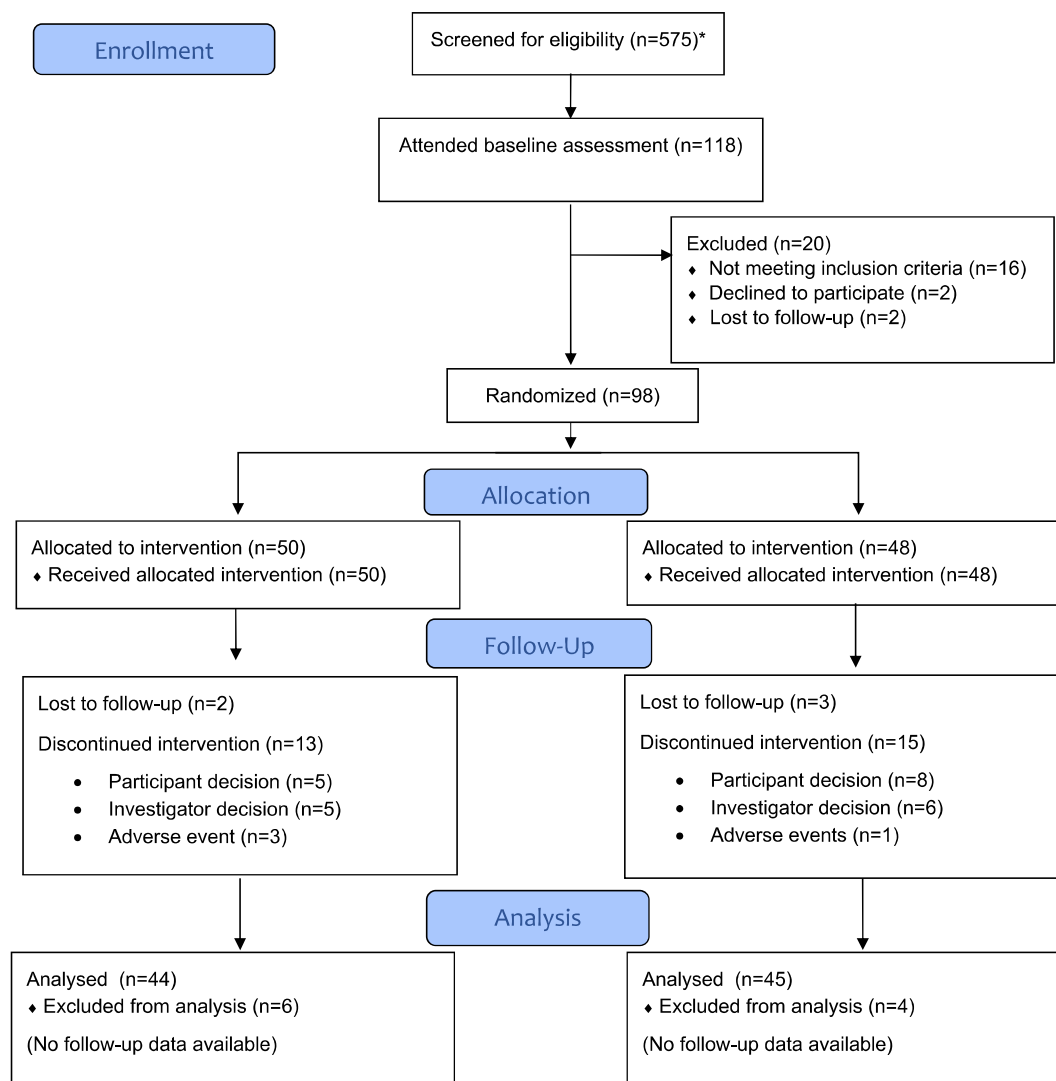 Enrollment
Screened for eligibility (n=575)*
Attended baseline assessment (n=118)
Excluded (n=20)
♦ Not meeting inclusion criteria (n=16)
♦ Declined to participate (n=2)
♦ Lost to follow-up (n=2)
Randomized (n=98)
Allocation
Allocated to intervention (n=50)
♦ Received allocated intervention (n=50)
Allocated to intervention (n=48)
♦ Received allocated intervention (n=48)
Follow-Up
Lost to follow-up (n=2)
Discontinued intervention (n=13)
• Participant decision (n=5)
• Investigator decision (n=5)
• Adverse event (n=3)
Lost to follow-up (n=3)
Discontinued intervention (n=15)
• Participant decision (n=8)
• Investigator decision (n=6)
• Adverse events (n=1)
Analysis
Analysed (n=44)
♦ Excluded from analysis (n=6)
(No follow-up data available)
Analysed (n=45)
♦ Excluded from analysis (n=4)
(No follow-up data available)